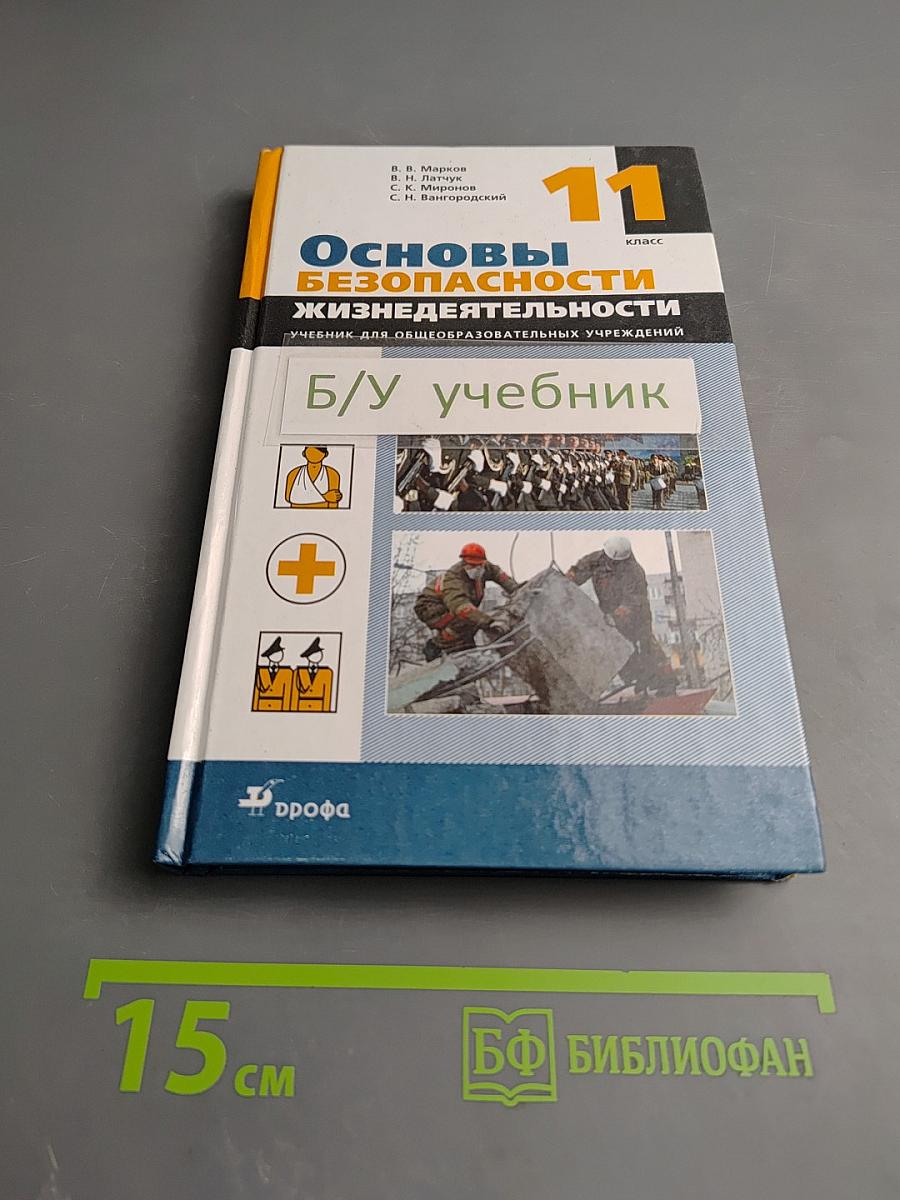 В. В. Марков
В. Н. Латчук
С. К. Миронов
С. Н. Вангородский
11
класс
Основы
БЕЗОПАСНОСТИ
ЖИЗНЕДЕЯТЕЛЬНОСТИ
УЧЕБНИК ДЛЯ ОБЩЕОБРАЗОВАТЕЛЬНЫХ УЧРЕЖДЕНИЙ
Б/У учебник
дрофа
15 см
БФ БИБЛИОФАН